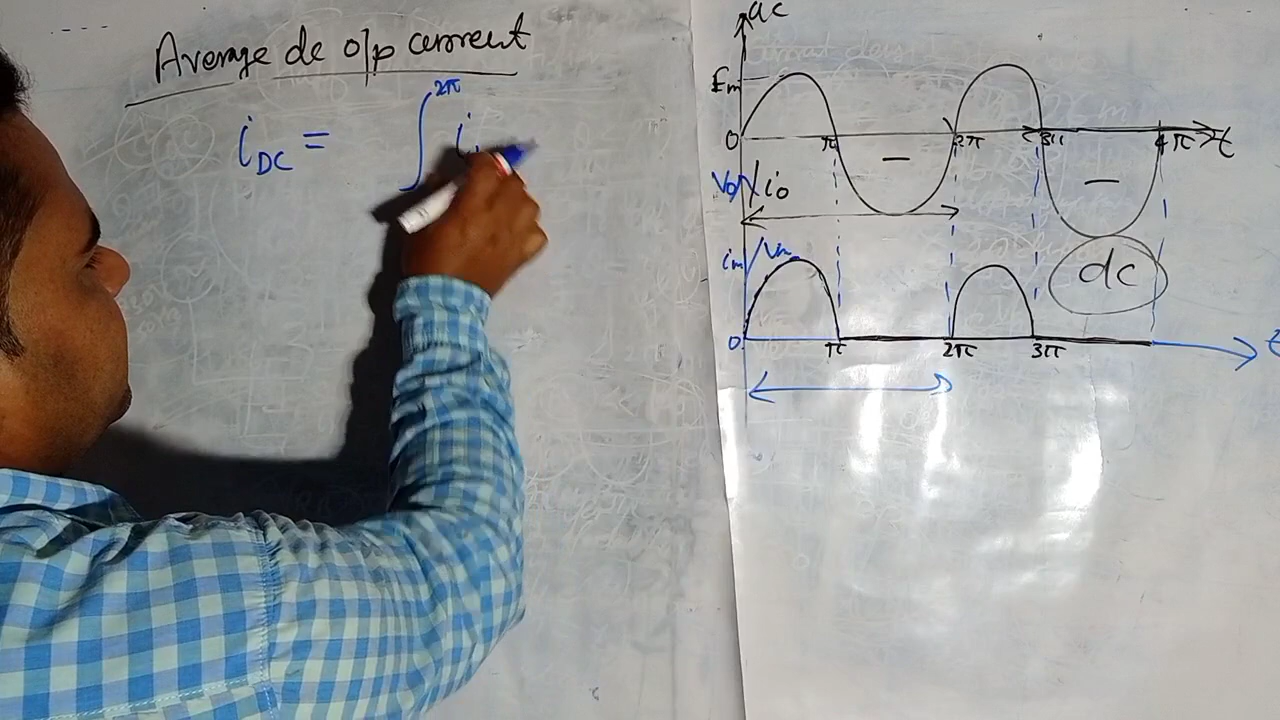 Average dc o/p current
i_DC = ∫ 2π i
ac
Em
0 π 2π 3π 4π t
− −
Vo/io
im/Vm
dc
0 π 2π 3π t